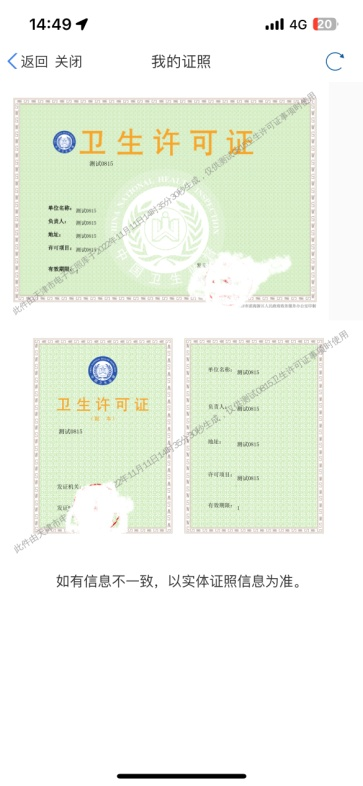 14:49
4G
20
返回 关闭
我的证照
卫生许可证
测试0815
单位名称：测试0815
负责人：测试0815
地址：测试0815
许可项目：测试0815
有效期限：
此件由天津市电子证照库于2022年11月11日14时35分30秒生成，仅供测试0815卫生许可证事项时使用
卫生许可证
（副 本）
测试0815
发证机关：
单位名称：测试0815
负责人：测试0815
地址：测试0815
许可项目：测试0815
有效期限：
如有信息不一致，以实体证照信息为准。